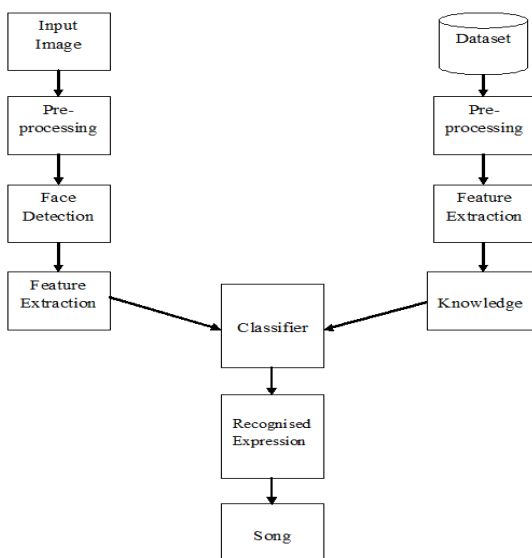 Input
Image
Dataset
Pre-
processing
Pre-
processing
Face
Detection
Feature
Extraction
Feature
Extraction
Knowledge
Classifier
Recognised
Expression
Song